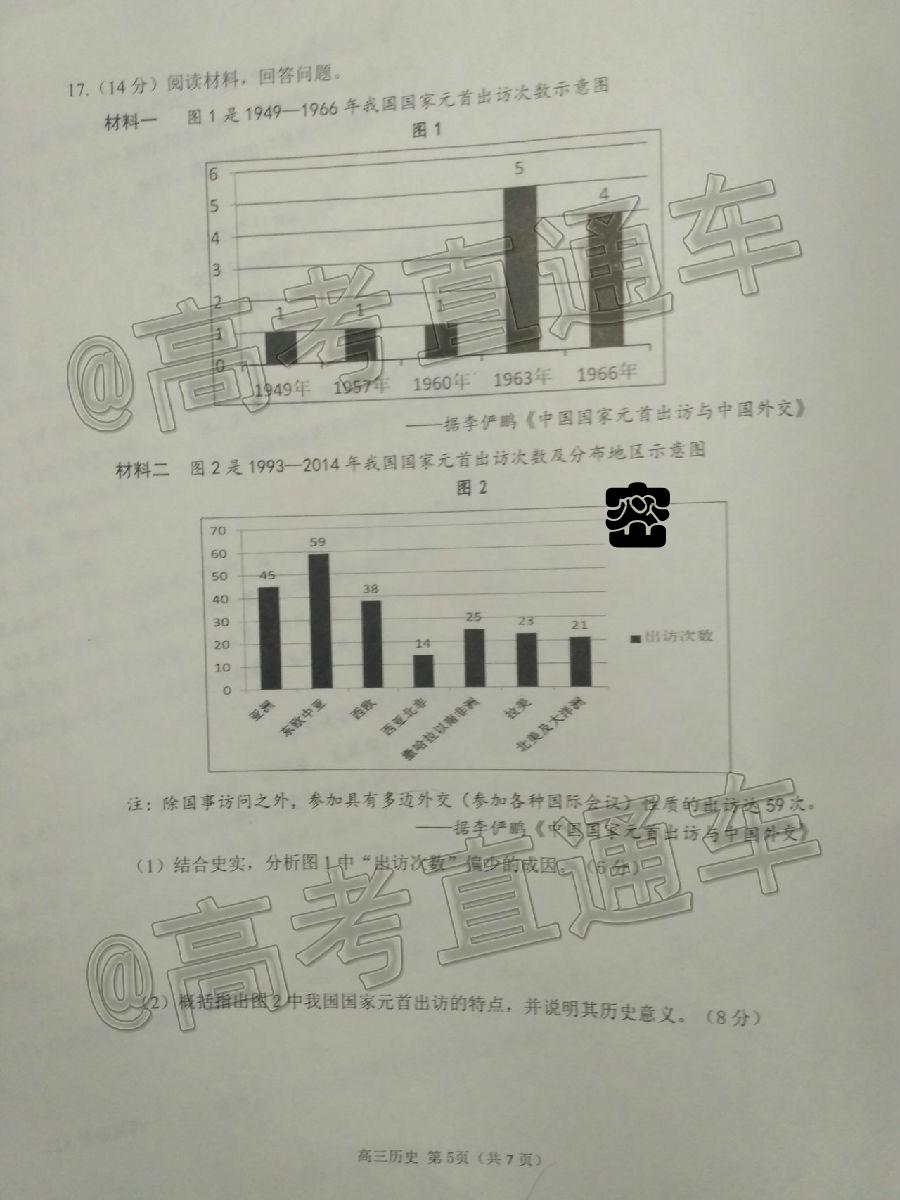 17.（14分）阅读材料，回答问题。
材料一 图1是1949—1966年我国国家元首出访次数示意图
图1
6
5
4
3
2
1
0
1 1 1 5 4
1949年 1957年 1960年 1963年 1966年
——据李俨鹏《中国国家元首出访与中国外交》
材料二 图2是1993—2014年我国国家元首出访次数及分布地区示意图
图2
密
70
60
50
40
30
20
10
0
45 59 38 14 25 23 21
出访次数
亚洲 东欧中亚 西欧 西亚北非 撒哈拉以南非洲 拉美 北美及大洋洲
注：除国事访问之外，参加具有多边外交（参加各种国际会议）性质的出访达59次。
——据李俨鹏《中国国家元首出访与中国外交》
（1）结合史实，分析图1中“出访次数”偏少的成因。（6分）
（2）概括指出图2中我国国家元首出访的特点，并说明其历史意义。（8分）
高三历史 第5页（共7页）
@高考直通车
@高考直通车